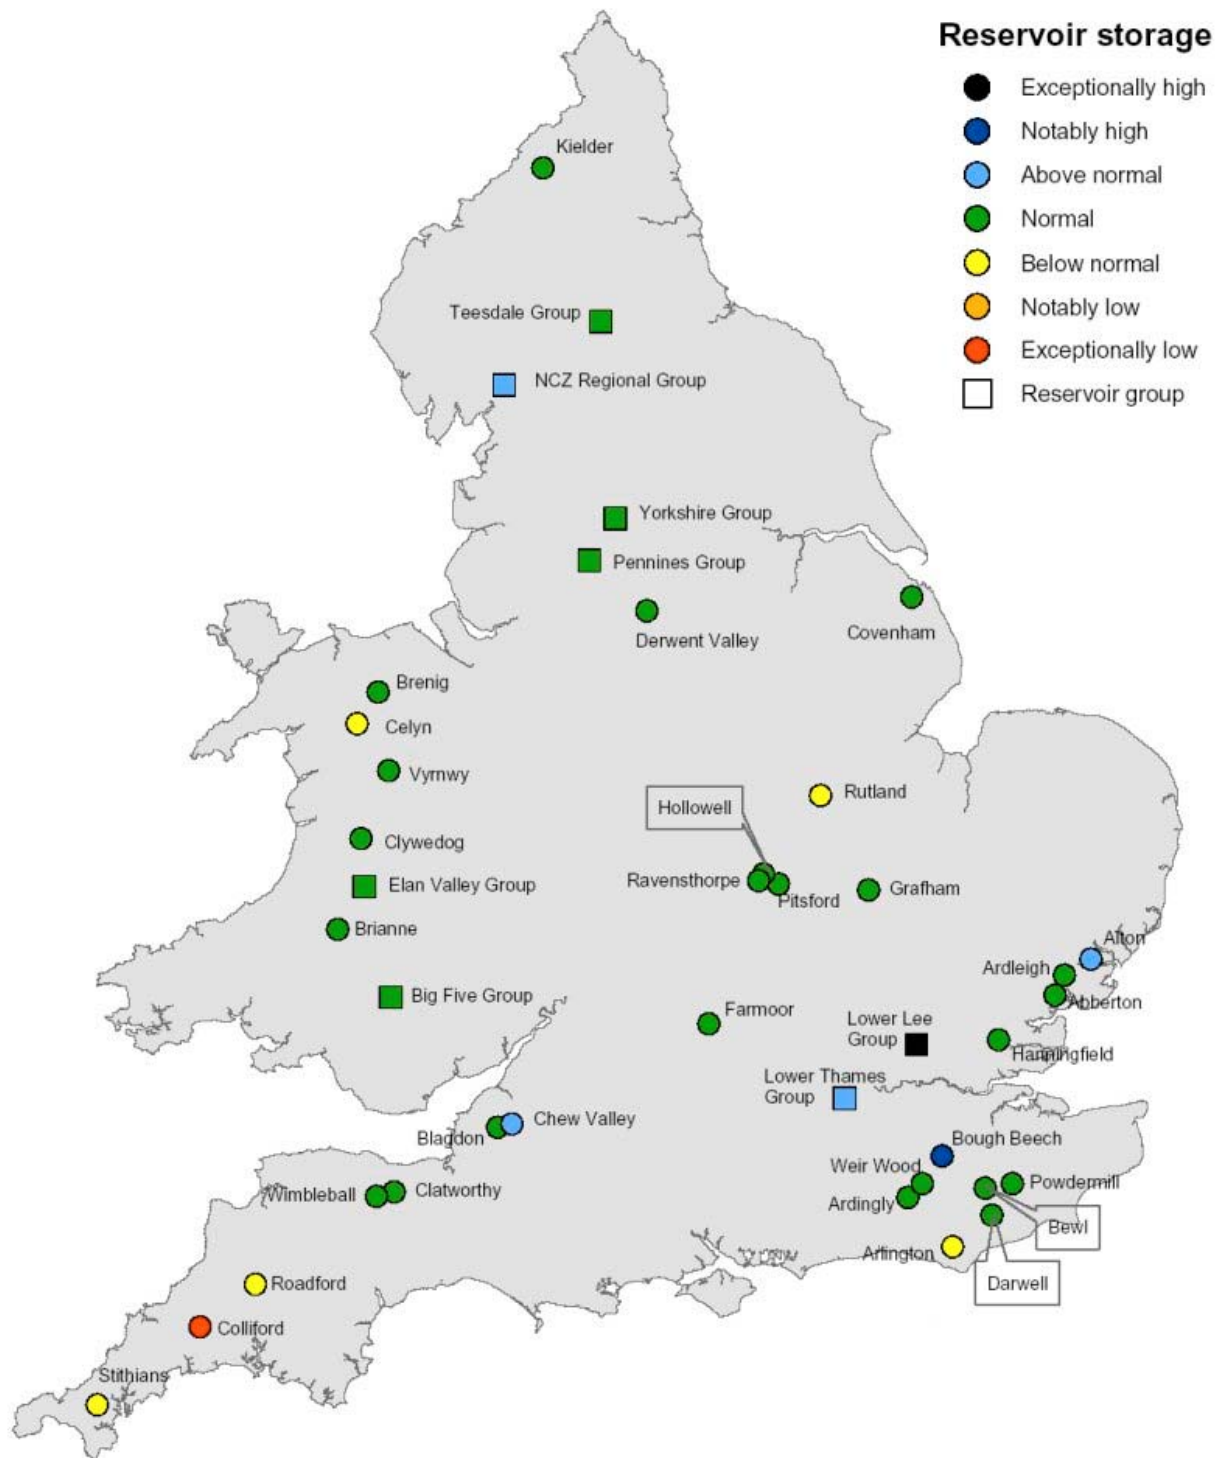 Reservoir storage
Exceptionally high
Notably high
Above normal
Normal
Below normal
Notably low
Exceptionally low
Reservoir group
Kielder
Teesdale Group
NCZ Regional Group
Yorkshire Group
Pennines Group
Derwent Valley
Covenham
Brenig
Celyn
Vyrnwy
Rutland
Hollowell
Clywedog
Ravensthorpe
Elan Valley Group
Grafham
Pitsford
Brianne
Alton
Ardleigh
Big Five Group
Abberton
Farmoor
Lower Lee
Group
Hanningfield
Lower Thames
Group
Chew Valley
Blagdon
Bough Beech
Weir Wood
Powdermill
Clatworthy
Wimbleball
Ardingly
Bewl
Arlington
Roadford
Darwell
Colliford
Stithians